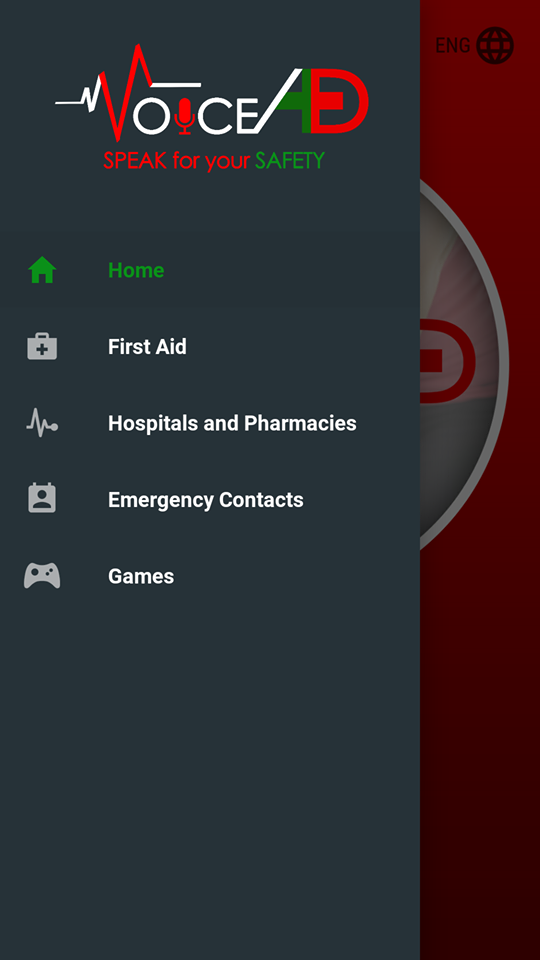 VOICEAID
ENG
SPEAK for your SAFETY
Home
First Aid
Hospitals and Pharmacies
Emergency Contacts
Games